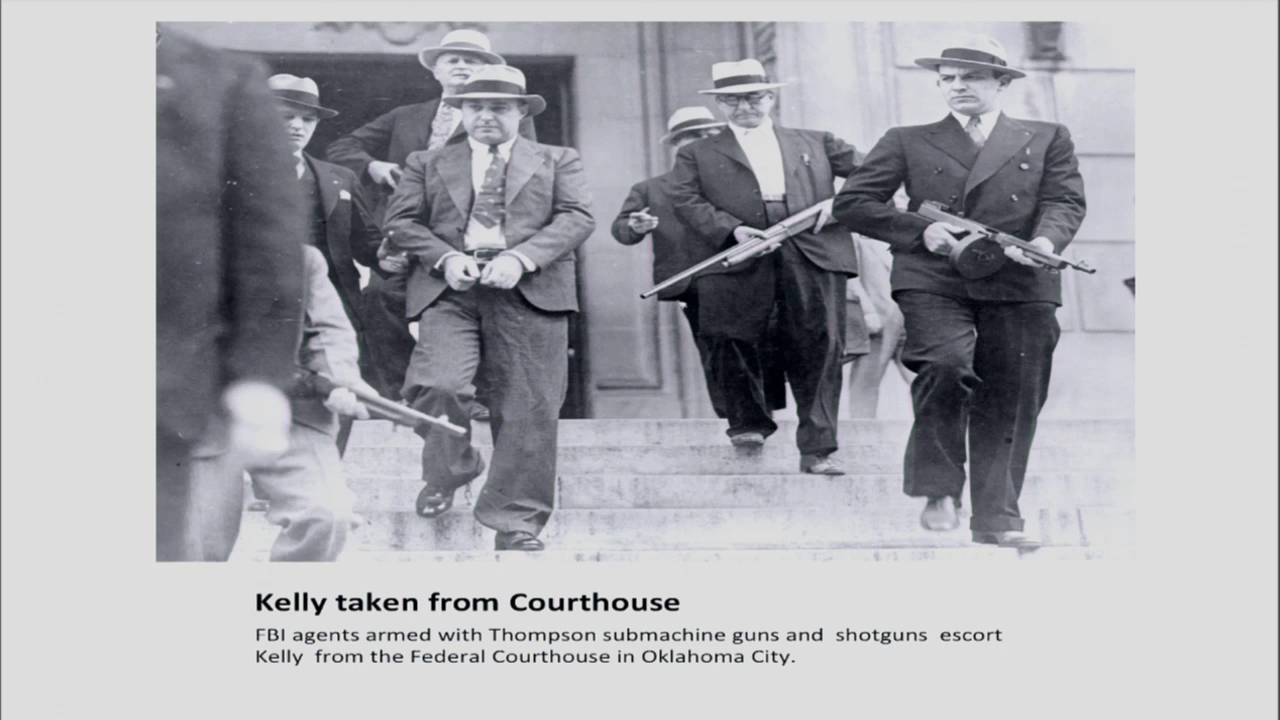 Kelly taken from Courthouse
FBI agents armed with Thompson submachine guns and shotguns escort
Kelly from the Federal Courthouse in Oklahoma City.